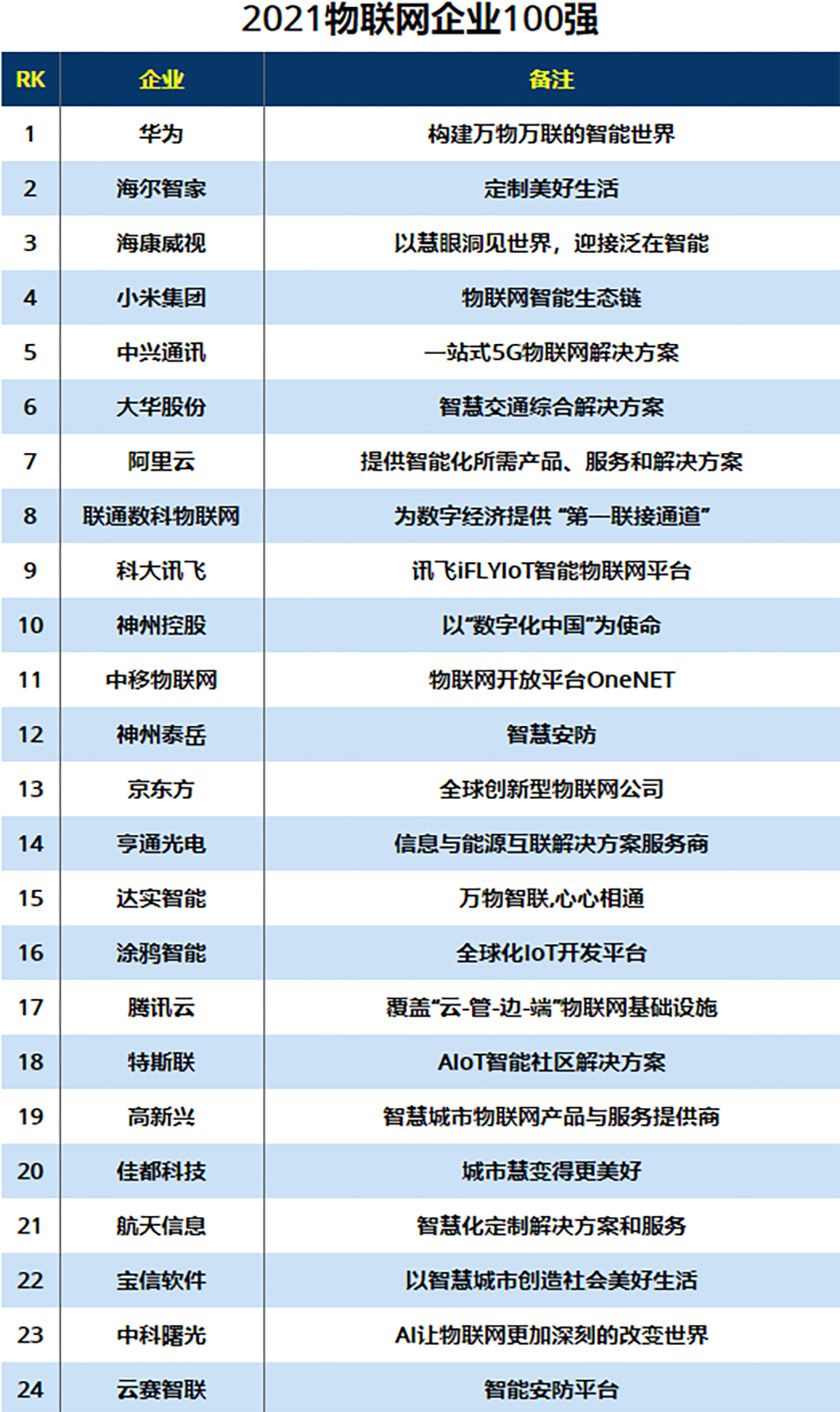 2021物联网企业100强
RK 企业 备注
1 华为 构建万物万联的智能世界
2 海尔智家 定制美好生活
3 海康威视 以慧眼洞见世界，迎接泛在智能
4 小米集团 物联网智能生态链
5 中兴通讯 一站式5G物联网解决方案
6 大华股份 智慧交通综合解决方案
7 阿里云 提供智能化所需产品、服务和解决方案
8 联通数科物联网 为数字经济提供 “第一联接通道”
9 科大讯飞 讯飞iFLYIoT智能物联网平台
10 神州控股 以“数字化中国”为使命
11 中移物联网 物联网开放平台OneNET
12 神州泰岳 智慧安防
13 京东方 全球创新型物联网公司
14 亨通光电 信息与能源互联解决方案服务商
15 达实智能 万物智联,心心相通
16 涂鸦智能 全球化IoT开发平台
17 腾讯云 覆盖“云-管-边-端”物联网基础设施
18 特斯联 AIoT智能社区解决方案
19 高新兴 智慧城市物联网产品与服务提供商
20 佳都科技 城市慧变得更美好
21 航天信息 智慧化定制解决方案和服务
22 宝信软件 以智慧城市创造社会美好生活
23 中科曙光 AI让物联网更加深刻的改变世界
24 云赛智联 智能安防平台